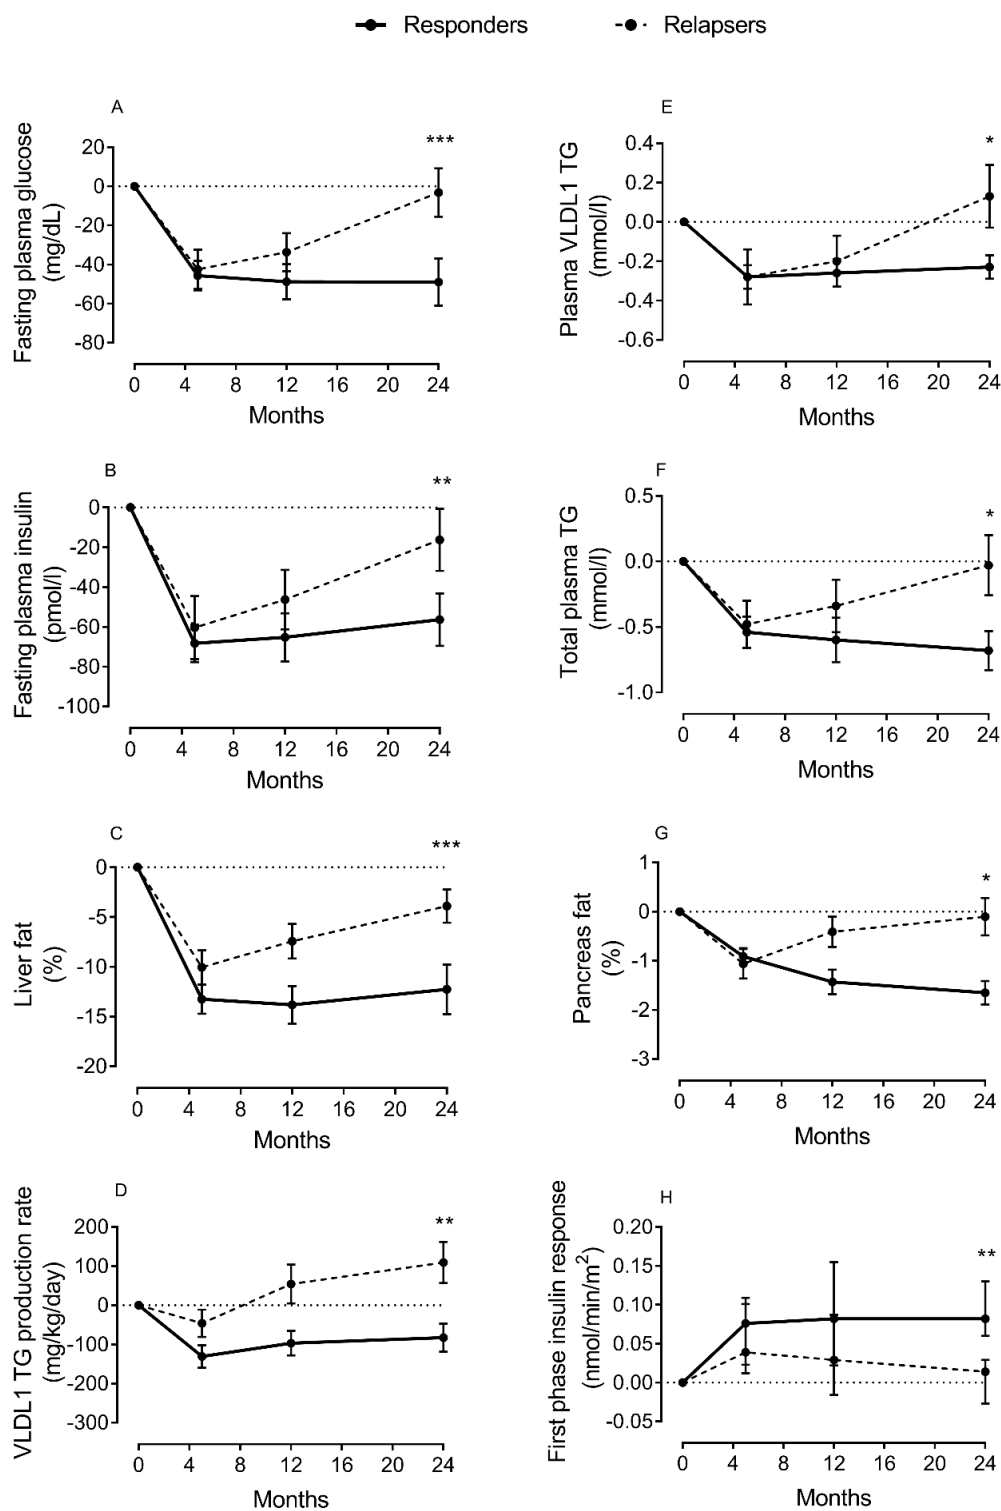 Responders Relapsers
A
Fasting plasma glucose
(mg/dL)
***
20
0
-20
-40
-60
-80
0 4 8 12 16 20 24
Months
E
Plasma VLDL1 TG
(mmol/l)
*
0.4
0.2
0.0
-0.2
-0.4
-0.6
0 4 8 12 16 20 24
Months
B
Fasting plasma insulin
(pmol/l)
**
0
-20
-40
-60
-80
-100
0 4 8 12 16 20 24
Months
F
Total plasma TG
(mmol/l)
*
0.5
0.0
-0.5
-1.0
0 4 8 12 16 20 24
Months
C
Liver fat
(%)
***
0
-5
-10
-15
-20
0 4 8 12 16 20 24
Months
G
Pancreas fat
(%)
*
1
0
-1
-2
-3
0 4 8 12 16 20 24
Months
D
VLDL1 TG production rate
(mg/kg/day)
**
200
100
0
-100
-200
-300
0 4 8 12 16 20 24
Months
H
First phase insulin response
(nmol/min/m²)
**
0.20
0.15
0.10
0.05
0.00
-0.05
0 4 8 12 16 20 24
Months